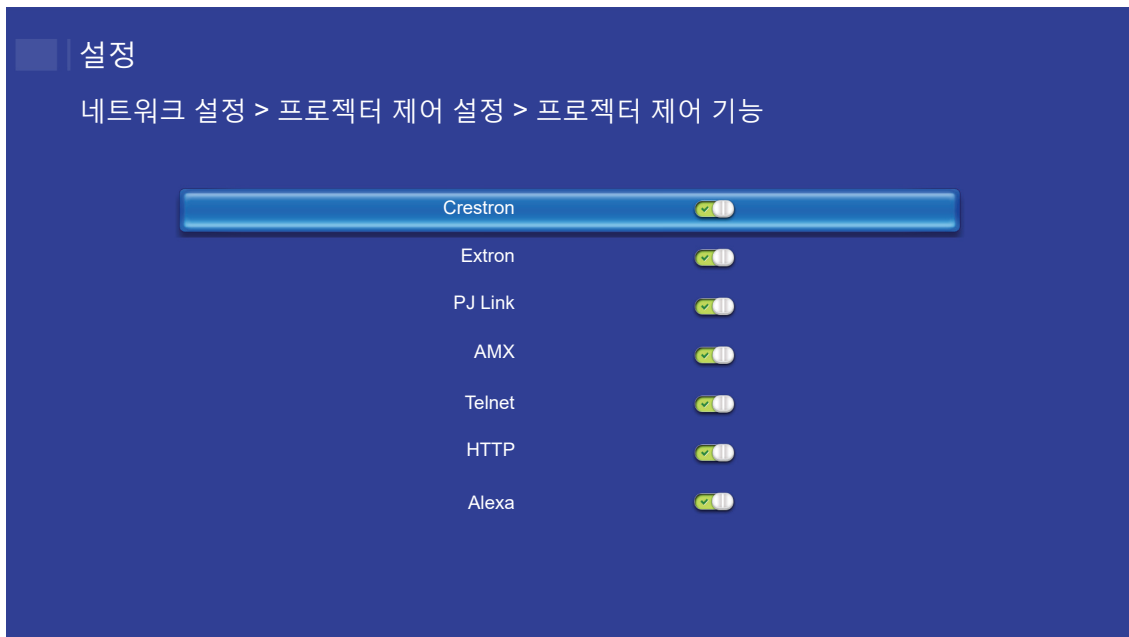 설정
네트워크 설정 > 프로젝터 제어 설정 > 프로젝터 제어 기능
Crestron
Extron
PJ Link
AMX
Telnet
HTTP
Alexa